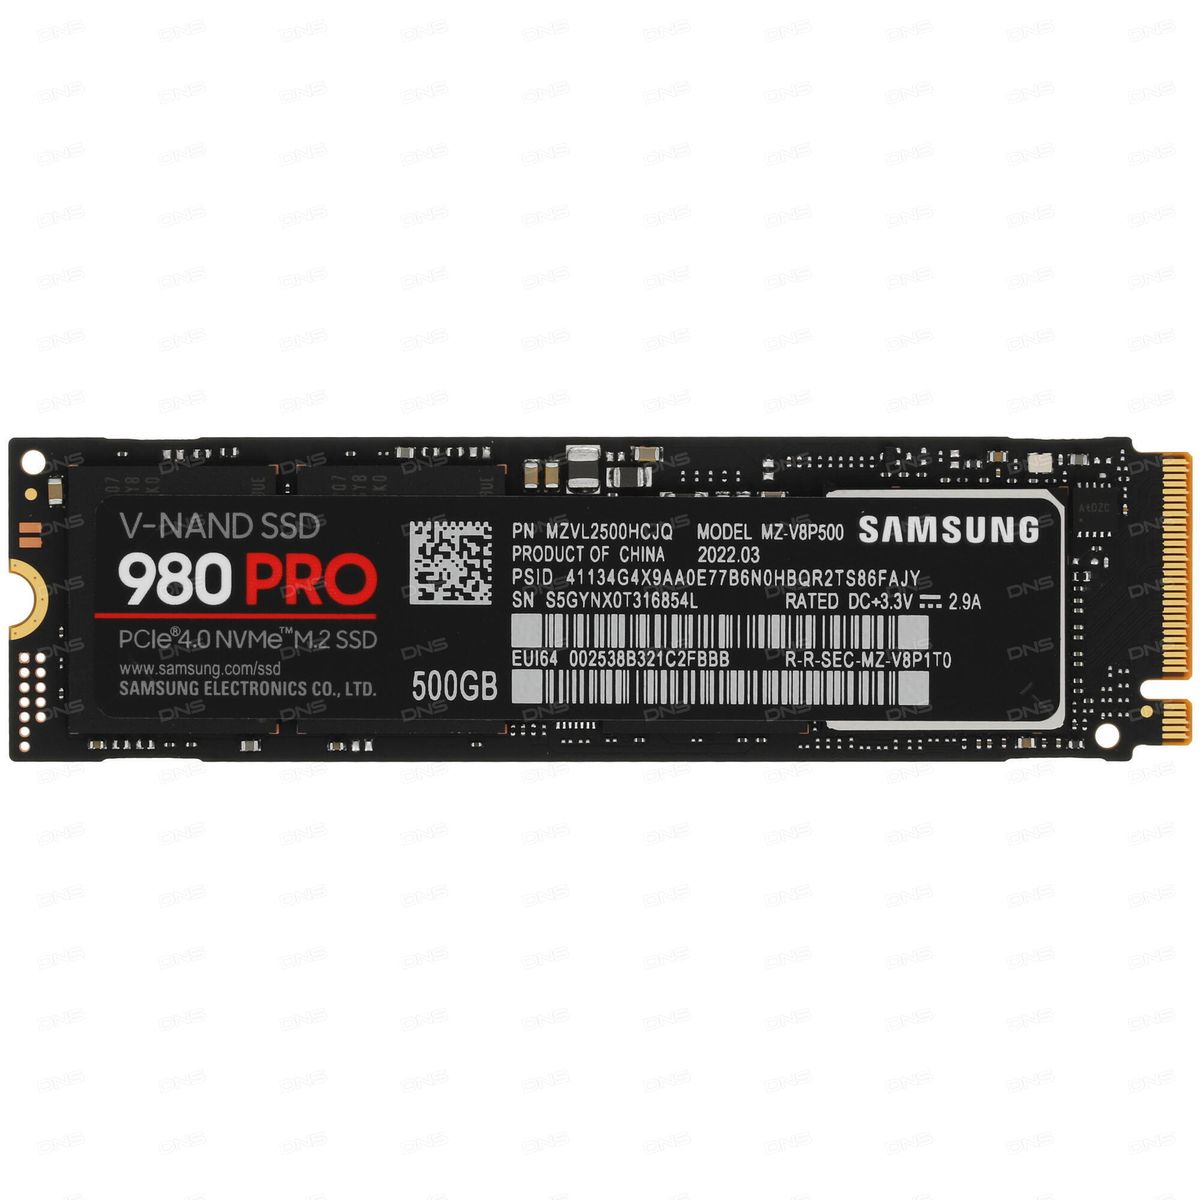 V-NAND SSD
980 PRO
PCIe® 4.0 NVMe™ M.2 SSD
www.samsung.com/ssd
SAMSUNG ELECTRONICS CO., LTD.
500GB
PN MZVL2500HCJQ MODEL MZ-V8P500
PRODUCT OF CHINA 2022.03
PSID 41134G4X9AA0E77B6N0HBQR2TS86FAJY
SN S5GYNX0T316854L RATED DC+3.3V 2.9A
EUI64 002538B321C2FBBB R-R-SEC-MZ-V8P1T0
SAMSUNG
DNS